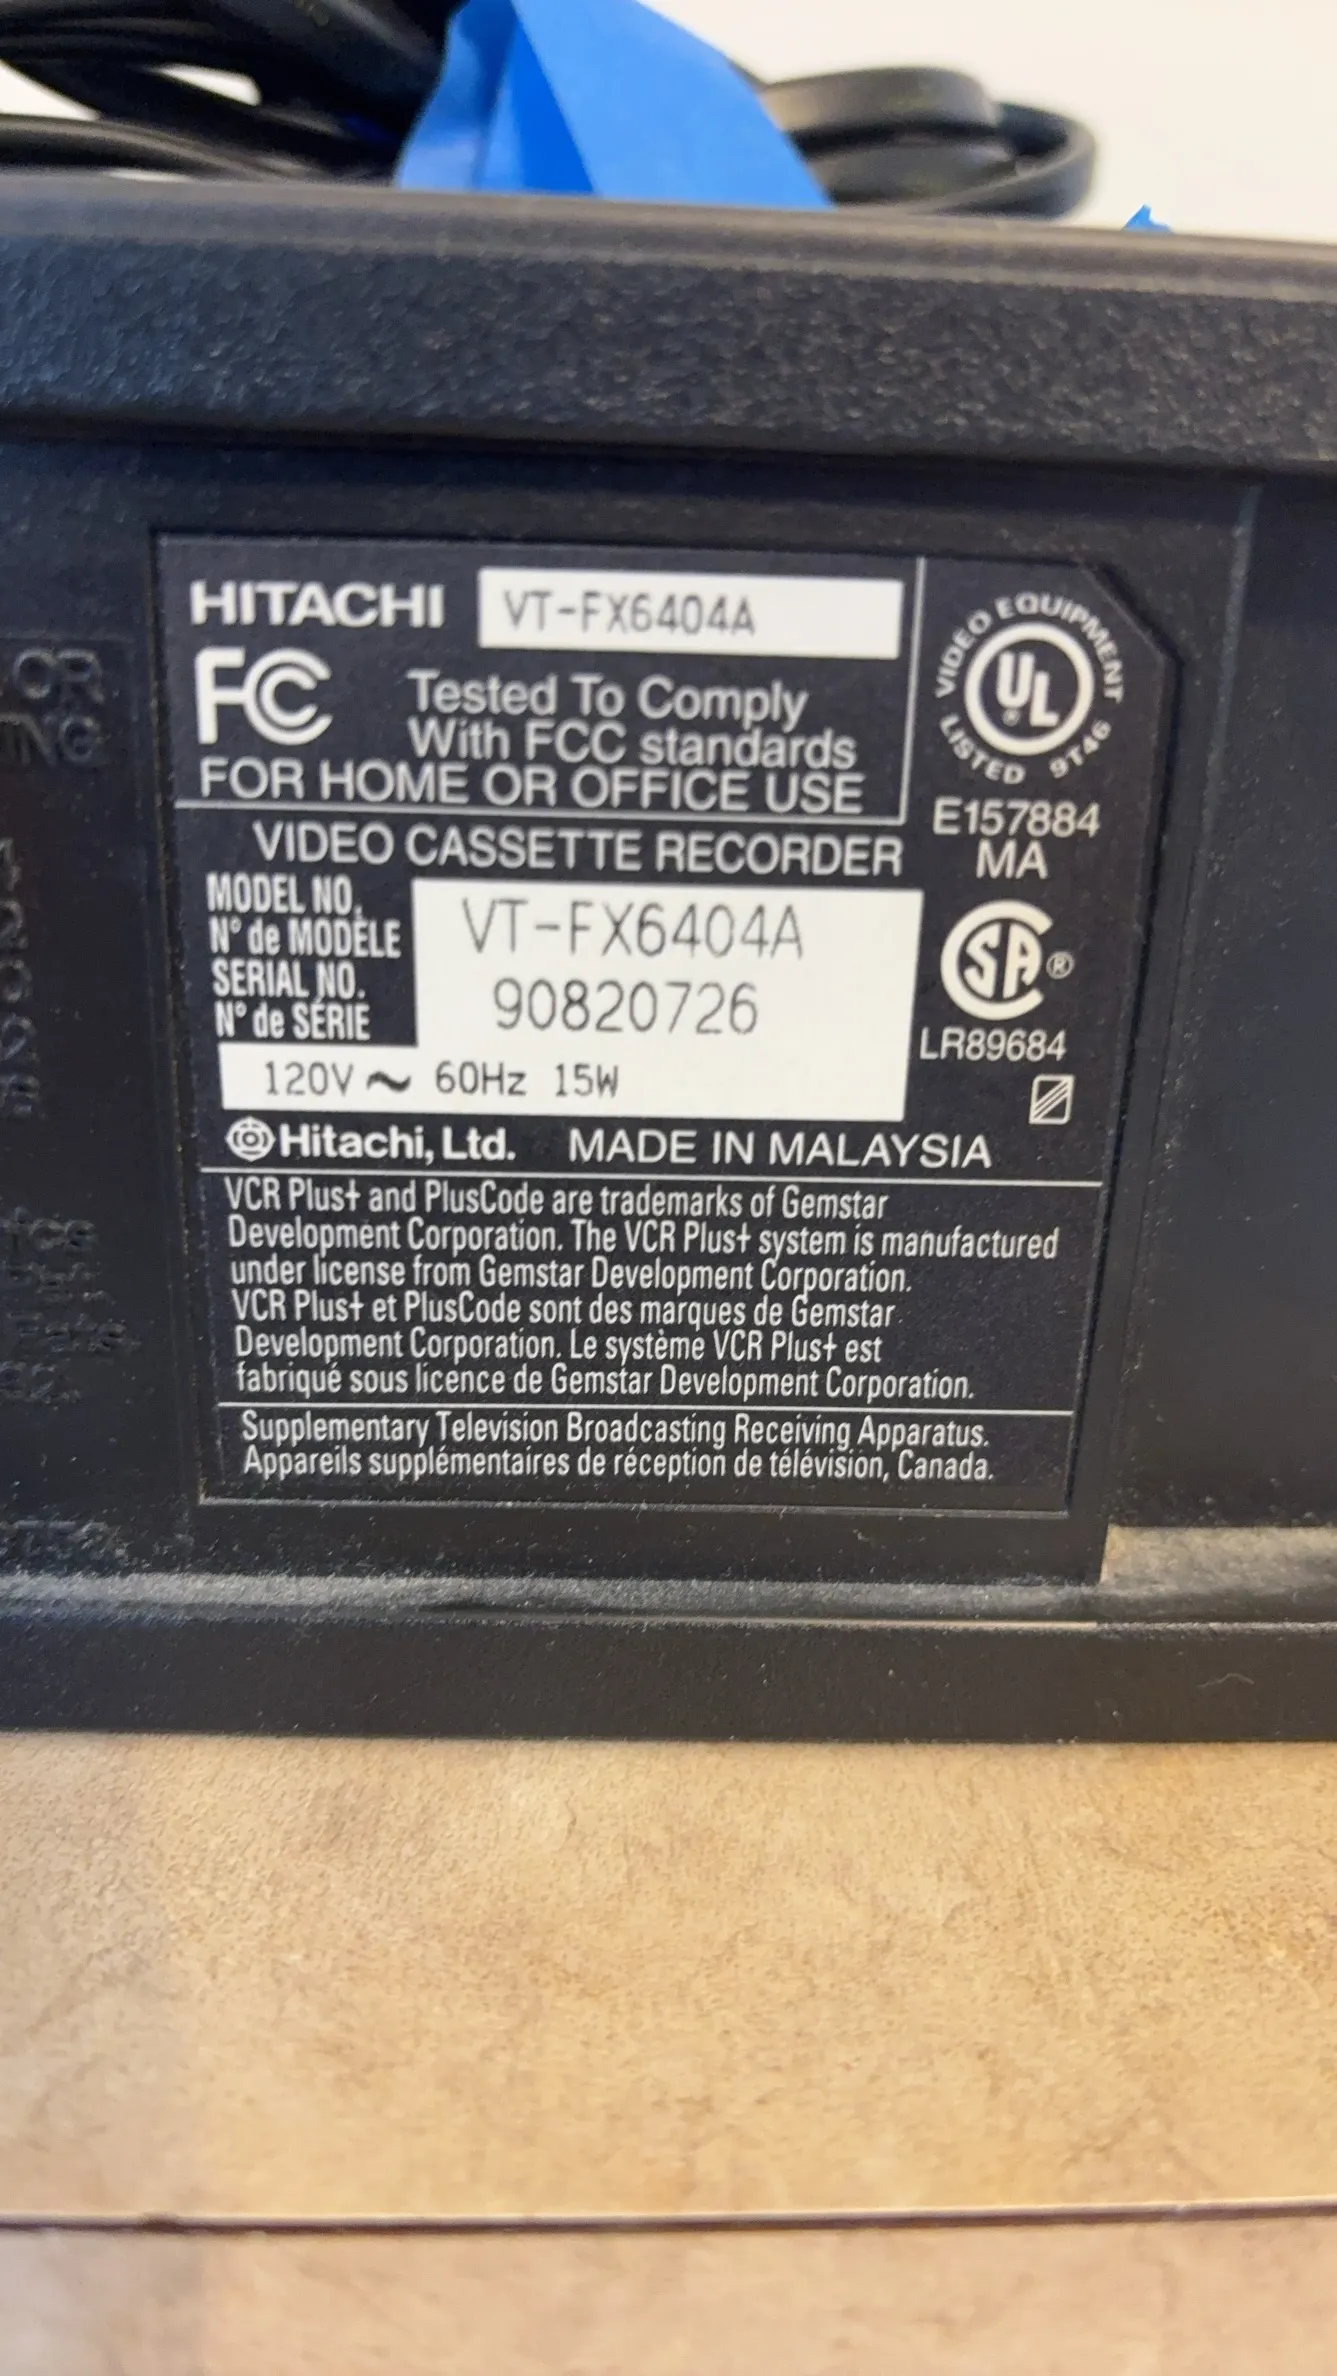 HITACHI VT-FX6404A
FC Tested To Comply
With FCC standards
FOR HOME OR OFFICE USE
VIDEO EQUIPMENT
UL ®
LISTED 9T46
E157884
MA
VIDEO CASSETTE RECORDER
MODEL NO.
N° de MODÈLE
VT-FX6404A
SERIAL NO.
N° de SÉRIE
90820726
SA ®
LR89684
120V ~ 60Hz 15W
Hitachi, Ltd. MADE IN MALAYSIA
VCR Plus+ and PlusCode are trademarks of Gemstar
Development Corporation. The VCR Plus+ system is manufactured
under license from Gemstar Development Corporation.
VCR Plus+ et PlusCode sont des marques de Gemstar
Development Corporation. Le système VCR Plus+ est
fabriqué sous licence de Gemstar Development Corporation.
Supplementary Television Broadcasting Receiving Apparatus.
Appareils supplémentaires de réception de télévision, Canada.
OR